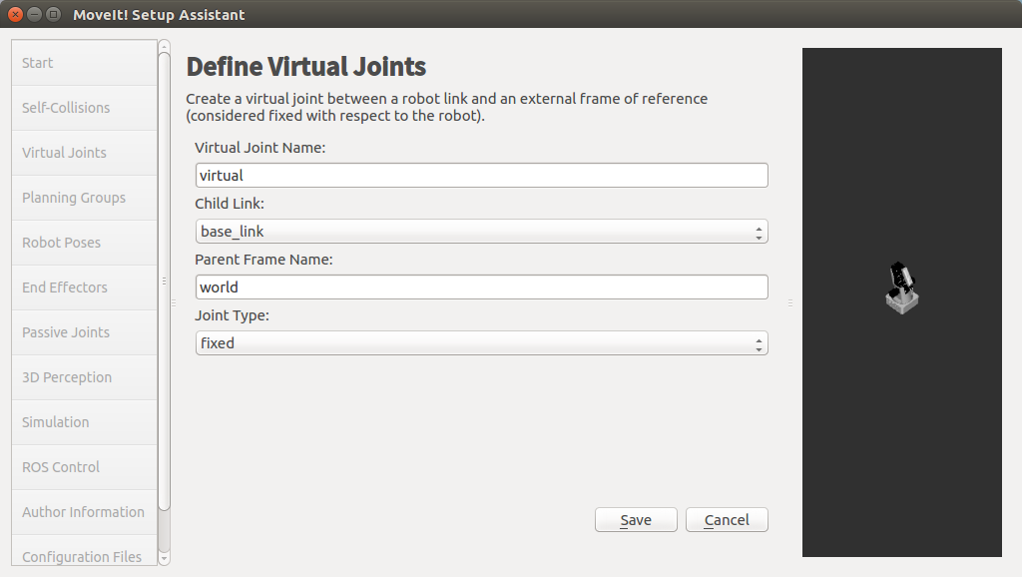 MoveIt! Setup Assistant
Start
Self-Collisions
Virtual Joints
Planning Groups
Robot Poses
End Effectors
Passive Joints
3D Perception
Simulation
ROS Control
Author Information
Configuration Files
Define Virtual Joints
Create a virtual joint between a robot link and an external frame of reference
(considered fixed with respect to the robot).
Virtual Joint Name:
virtual
Child Link:
base_link
Parent Frame Name:
world
Joint Type:
fixed
Save
Cancel